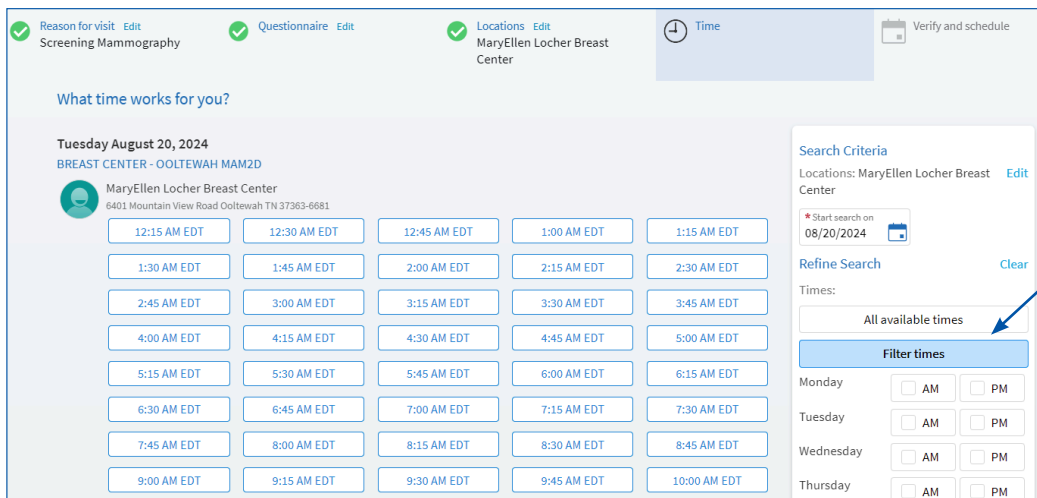 Reason for visit Edit
Screening Mammography
Questionnaire Edit
Locations Edit
MaryEllen Locher Breast
Center
Time
Verify and schedule
What time works for you?
Tuesday August 20, 2024
BREAST CENTER - OOLTEWAH MAM2D
MaryEllen Locher Breast Center
6401 Mountain View Road Ooltewah TN 37363-6681
12:15 AM EDT 12:30 AM EDT 12:45 AM EDT 1:00 AM EDT 1:15 AM EDT
1:30 AM EDT 1:45 AM EDT 2:00 AM EDT 2:15 AM EDT 2:30 AM EDT
2:45 AM EDT 3:00 AM EDT 3:15 AM EDT 3:30 AM EDT 3:45 AM EDT
4:00 AM EDT 4:15 AM EDT 4:30 AM EDT 4:45 AM EDT 5:00 AM EDT
5:15 AM EDT 5:30 AM EDT 5:45 AM EDT 6:00 AM EDT 6:15 AM EDT
6:30 AM EDT 6:45 AM EDT 7:00 AM EDT 7:15 AM EDT 7:30 AM EDT
7:45 AM EDT 8:00 AM EDT 8:15 AM EDT 8:30 AM EDT 8:45 AM EDT
9:00 AM EDT 9:15 AM EDT 9:30 AM EDT 9:45 AM EDT 10:00 AM EDT
Search Criteria
Locations: MaryEllen Locher Breast Edit
Center
* Start search on
08/20/2024
Refine Search Clear
Times:
All available times
Filter times
Monday AM PM
Tuesday AM PM
Wednesday AM PM
Thursday AM PM